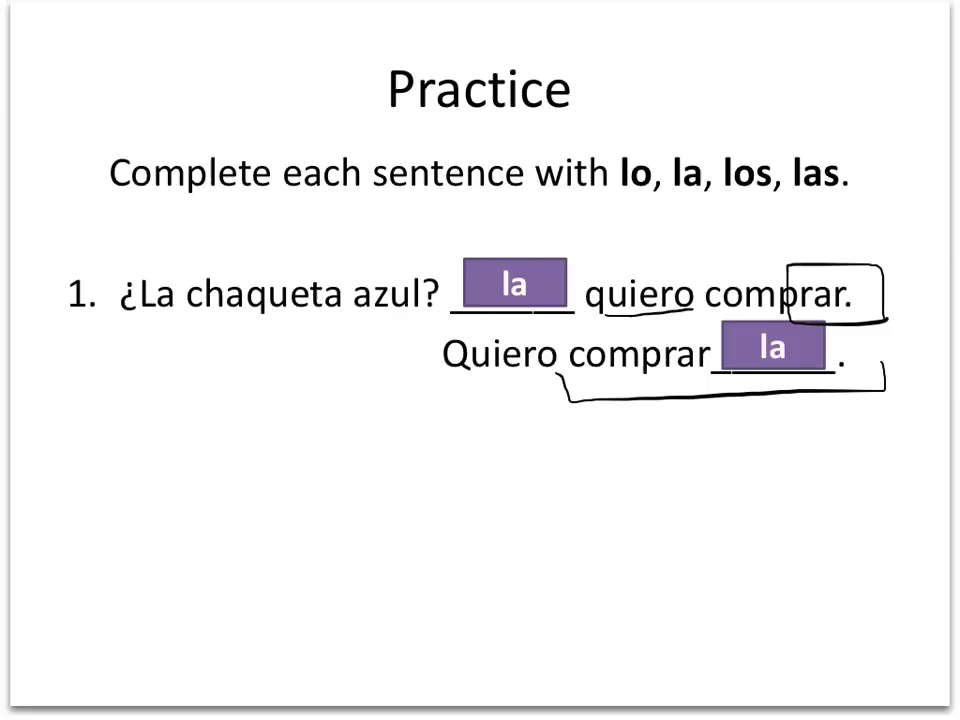 Practice
Complete each sentence with lo, la, los, las.
1. ¿La chaqueta azul? la quiero comprar.
Quiero comprar la.